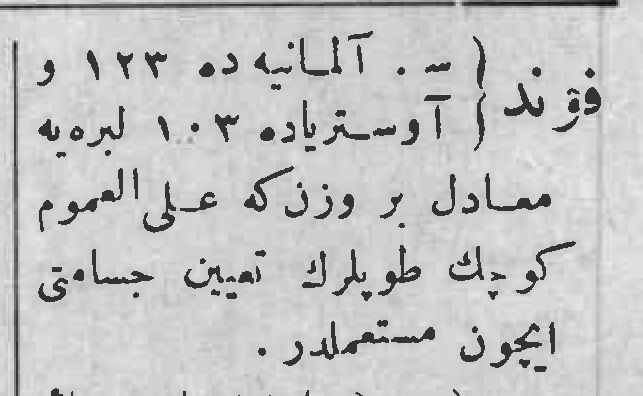 فوند { س. آلمانیه ده ۱۲۳ و
آوستریاده ۱۰۳ لیره یه
معادل بر وزن که علی العموم
کوچك طوپلرك تعیین جسامتی
ایچون مستعملدر .